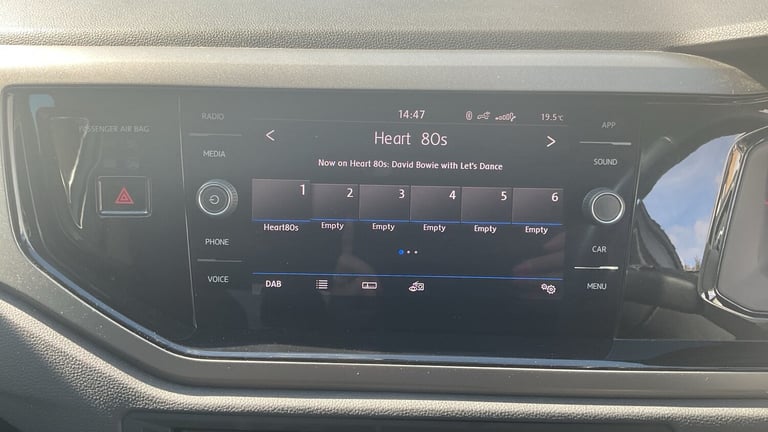 PASSENGER AIR BAG
RADIO
MEDIA
PHONE
VOICE
14:47
19.5°C
< Heart 80s >
Now on Heart 80s: David Bowie with Let's Dance
1 2 3 4 5 6
Heart80s Empty Empty Empty Empty Empty
DAB
APP
SOUND
CAR
MENU